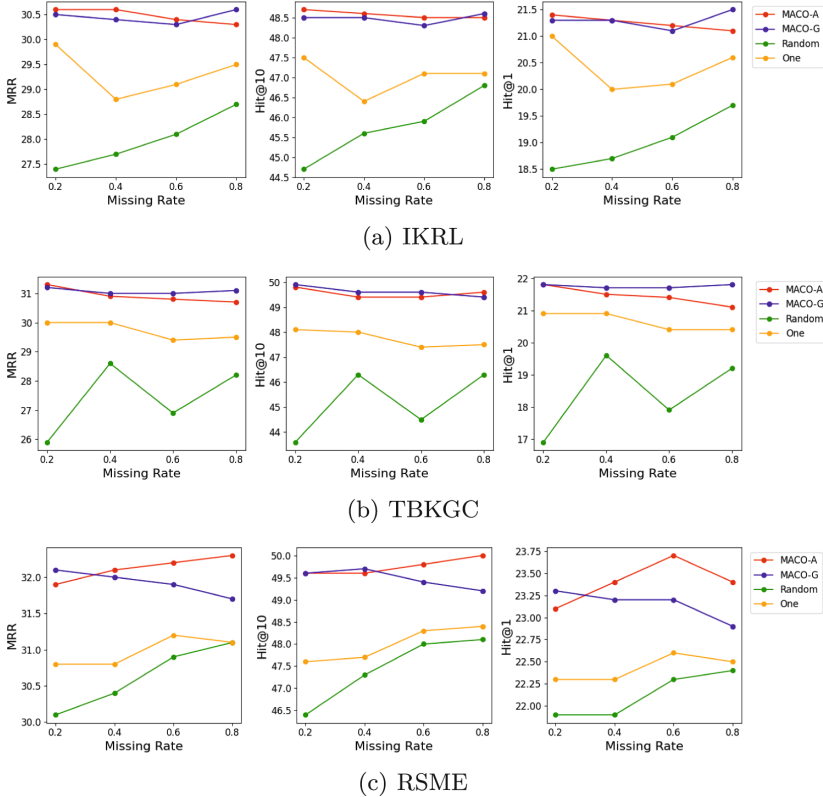 MRR
30.5
30.0
29.5
29.0
28.5
28.0
27.5
0.2 0.4 0.6 0.8
Missing Rate
Hit@10
48.5
48.0
47.5
47.0
46.5
46.0
45.5
45.0
44.5
0.2 0.4 0.6 0.8
Missing Rate
Hit@1
21.5
21.0
20.5
20.0
19.5
19.0
18.5
0.2 0.4 0.6 0.8
Missing Rate
MACO-A
MACO-G
Random
One
(a) IKRL
MRR
31
30
29
28
27
26
0.2 0.4 0.6 0.8
Missing Rate
Hit@10
50
49
48
47
46
45
44
0.2 0.4 0.6 0.8
Missing Rate
Hit@1
22
21
20
19
18
17
0.2 0.4 0.6 0.8
Missing Rate
MACO-A
MACO-G
Random
One
(b) TBKGC
MRR
32.0
31.5
31.0
30.5
30.0
0.2 0.4 0.6 0.8
Missing Rate
Hit@10
50.0
49.5
49.0
48.5
48.0
47.5
47.0
46.5
0.2 0.4 0.6 0.8
Missing Rate
Hit@1
23.75
23.50
23.25
23.00
22.75
22.50
22.25
22.00
0.2 0.4 0.6 0.8
Missing Rate
MACO-A
MACO-G
Random
One
(c) RSME